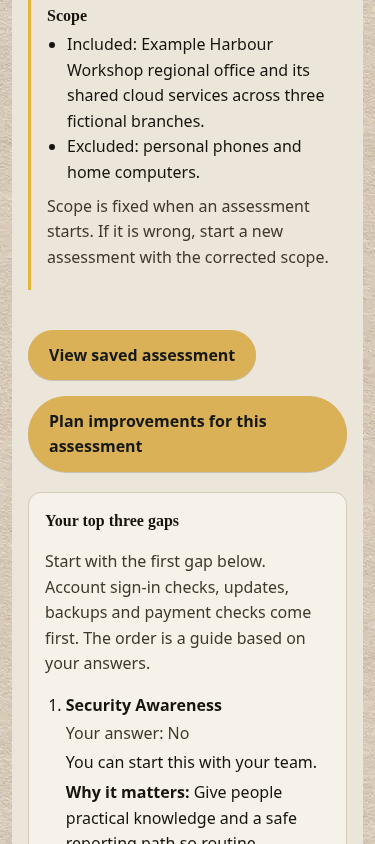 Scope
• Included: Example Harbour
Workshop regional office and its
shared cloud services across three
fictional branches.
• Excluded: personal phones and
home computers.
Scope is fixed when an assessment
starts. If it is wrong, start a new
assessment with the corrected scope.
View saved assessment
Plan improvements for this
assessment
Your top three gaps
Start with the first gap below.
Account sign-in checks, updates,
backups and payment checks come
first. The order is a guide based on
your answers.
1. Security Awareness
Your answer: No
You can start this with your team.
Why it matters: Give people
practical knowledge and a safe
reporting path so routine